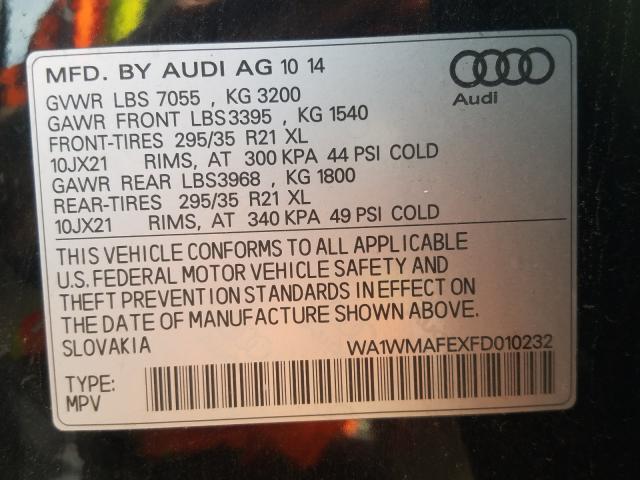 MFD. BY AUDI AG 10 14
Audi
GVWR LBS 7055 , KG 3200
GAWR FRONT LBS3395 , KG 1540
FRONT-TIRES 295/35 R21 XL
10JX21 RIMS, AT 300 KPA 44 PSI COLD
GAWR REAR LBS3968 , KG 1800
REAR-TIRES 295/35 R21 XL
10JX21 RIMS, AT 340 KPA 49 PSI COLD
THIS VEHICLE CONFORMS TO ALL APPLICABLE
U.S. FEDERAL MOTOR VEHICLE SAFETY AND
THEFT PREVENTION STANDARDS IN EFFECT ON
THE DATE OF MANUFACTURE SHOWN ABOVE.
SLOVAKIA WA1WMAFEXFD010232
TYPE:
MPV